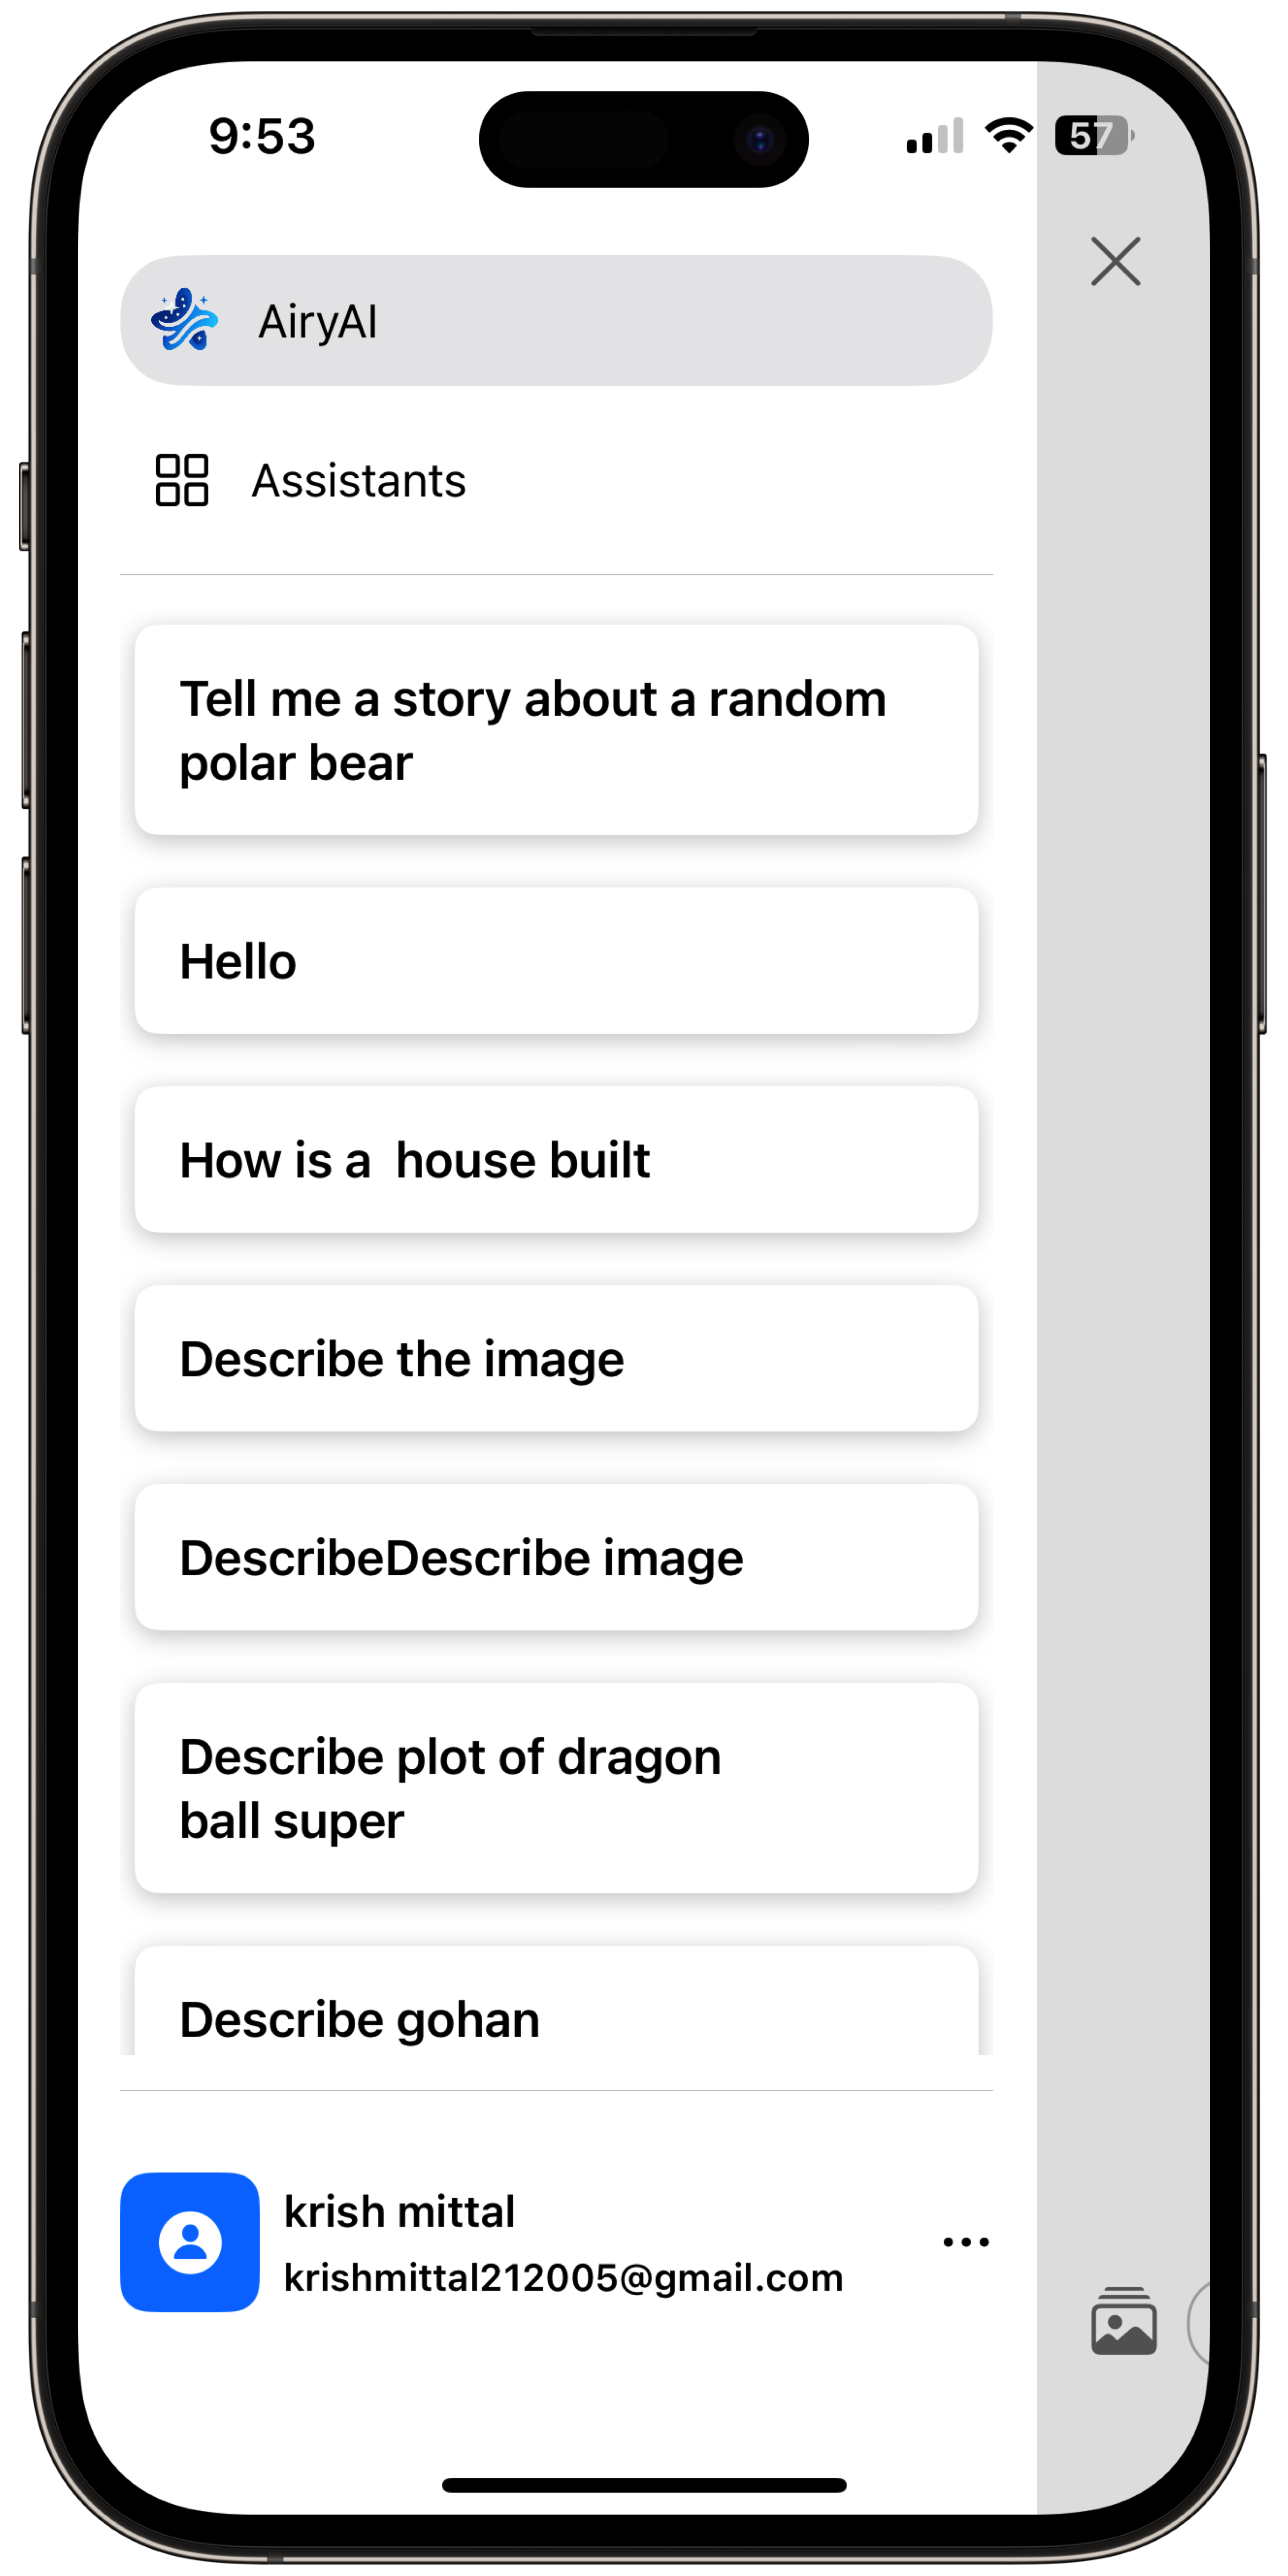 9:53
57
AiryAI
Assistants
Tell me a story about a random
polar bear
Hello
How is a  house built
Describe the image
DescribeDescribe image
Describe plot of dragon
ball super
Describe gohan
krish mittal
krishmittal212005@gmail.com